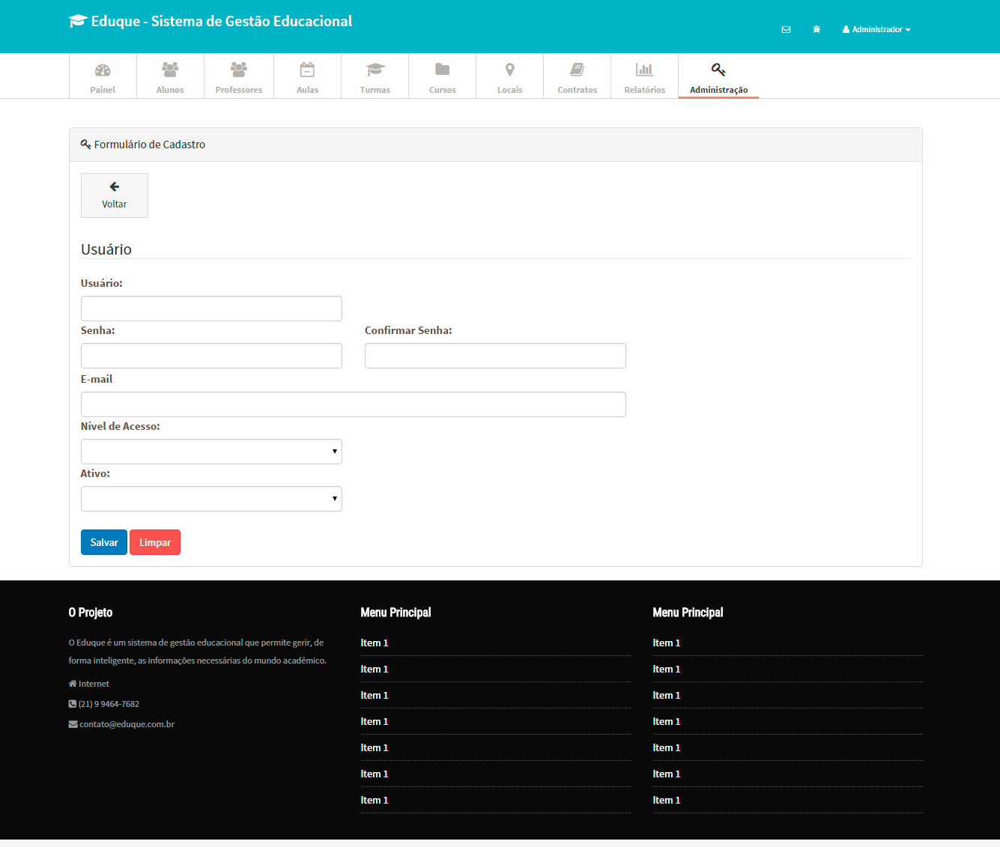 Eduque - Sistema de Gestão Educacional
Administrador
Painel
Alunos
Professores
Aulas
Turmas
Cursos
Locais
Contratos
Relatórios
Administração
Formulário de Cadastro
Voltar
Usuário
Usuário:
Senha:
Confirmar Senha:
E-mail
Nível de Acesso:
Ativo:
Salvar
Limpar
O Projeto
O Eduque é um sistema de gestão educacional que permite gerir, de
forma inteligente, as informações necessárias do mundo acadêmico.
Internet
(21) 9 9464-7682
contato@eduque.com.br
Menu Principal
Item 1
Item 1
Item 1
Item 1
Item 1
Item 1
Item 1
Menu Principal
Item 1
Item 1
Item 1
Item 1
Item 1
Item 1
Item 1